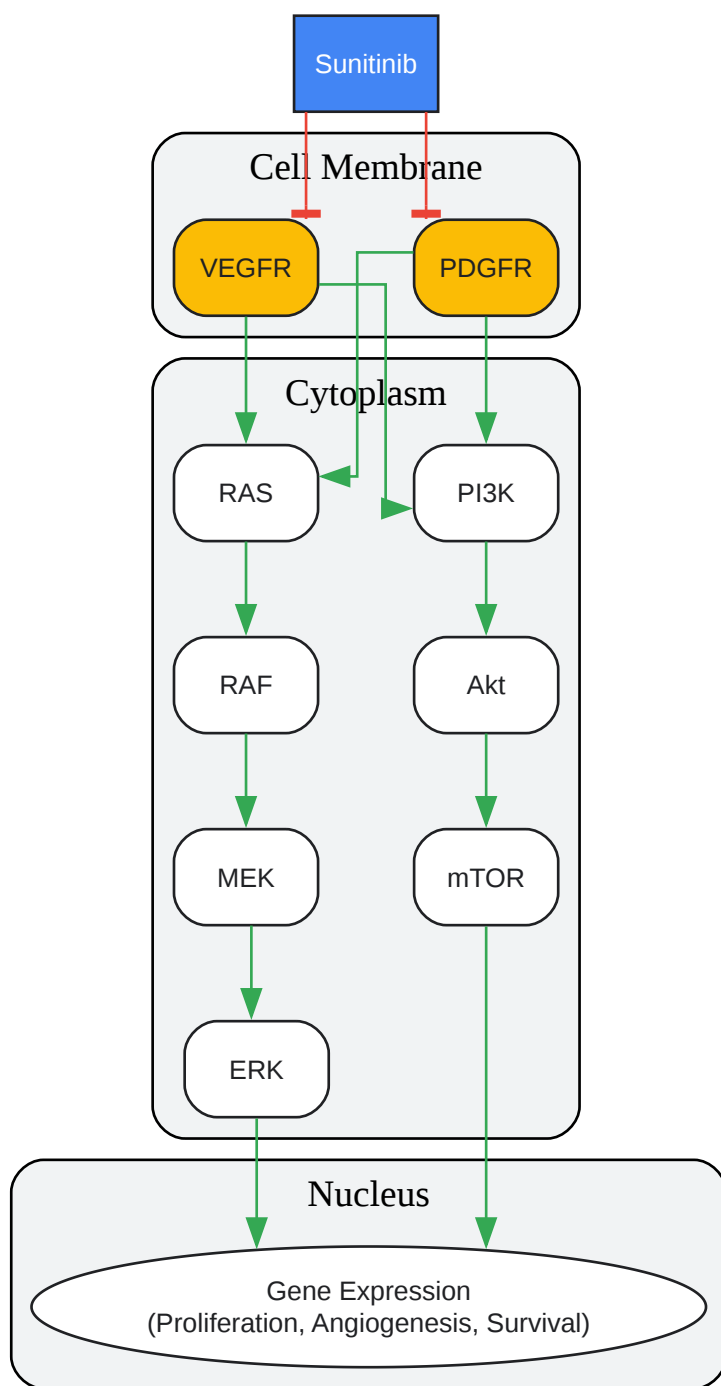 Sunitinib
Cell Membrane
VEGFR
PDGFR
Cytoplasm
RAS
PI3K
RAF
Akt
MEK
mTOR
ERK
Nucleus
Gene Expression
(Proliferation, Angiogenesis, Survival)